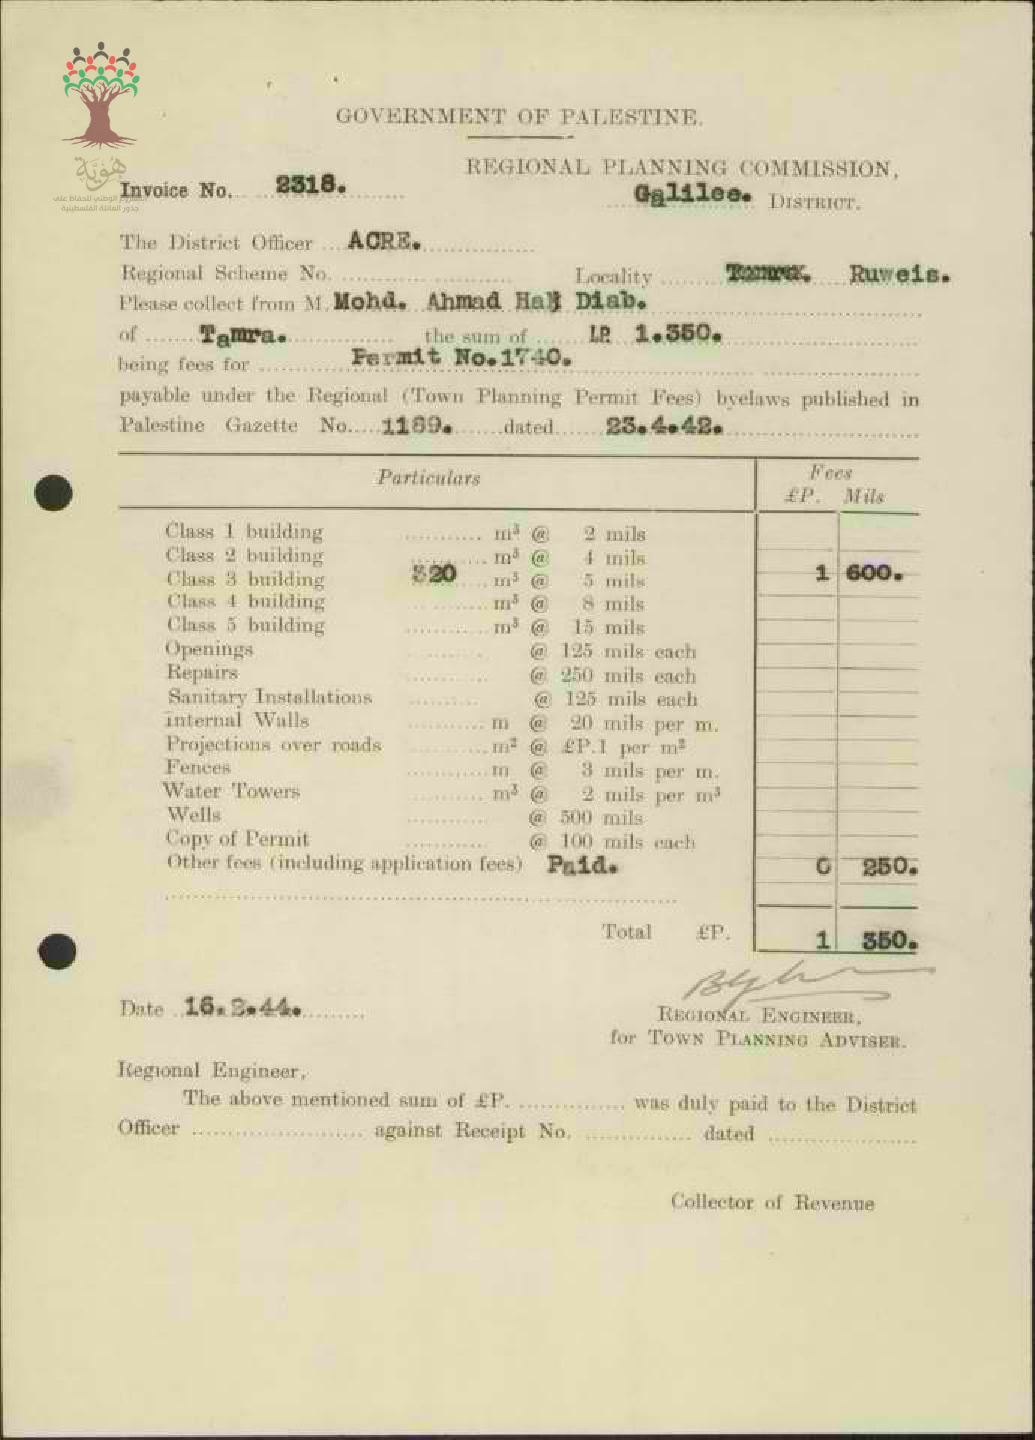 هُوِيَّة
المشروع الوطني للحفاظ على
جذور العائلة الفلسطينية
GOVERNMENT OF PALESTINE.
REGIONAL PLANNING COMMISSION,
Invoice No. 2318.
Galilee. DISTRICT.
The District Officer ACRE.
Regional Scheme No. Locality Ruweis.
Please collect from M. Mohd. Ahmad Haj Diab.
of Tamra. the sum of LP. 1.350.
being fees for Permit No.1740.
payable under the Regional (Town Planning Permit Fees) byelaws published in
Palestine Gazette No. 1189. dated 23.4.42.
Particulars Fees
£P. Mils
Class 1 building m³ @ 2 mils
Class 2 building m³ @ 4 mils
Class 3 building 320 m³ @ 5 mils 1 600.
Class 4 building m³ @ 8 mils
Class 5 building m³ @ 15 mils
Openings @ 125 mils each
Repairs @ 250 mils each
Sanitary Installations @ 125 mils each
Internal Walls m @ 20 mils per m.
Projections over roads m² @ £P.1 per m²
Fences m @ 3 mils per m.
Water Towers m³ @ 2 mils per m³
Wells @ 500 mils
Copy of Permit @ 100 mils each
Other fees (including application fees) Paid. 0 250.
Total £P. 1 350.
Date 16.2.44.
REGIONAL ENGINEER,
for TOWN PLANNING ADVISER.
Regional Engineer,
The above mentioned sum of £P. was duly paid to the District
Officer against Receipt No. dated
Collector of Revenue